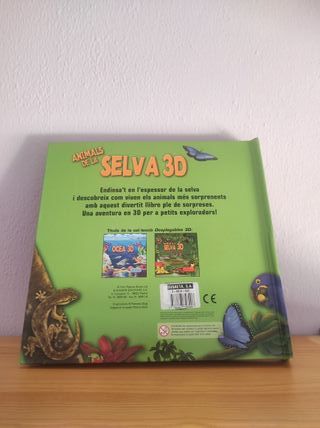 ANIMALS
DE LA
SELVA 3D
Endinsa't en l'espessor de la selva
i descobreix com viuen els animals més sorprenents
amb aquest divertit llibre ple de sorpreses.
Una aventura en 3D per a petits exploradors!
Títols de la col·lecció Desplegables 3D:
OCEÀ 3D
SELVA 3D
SUSAETA, S.A.
CE